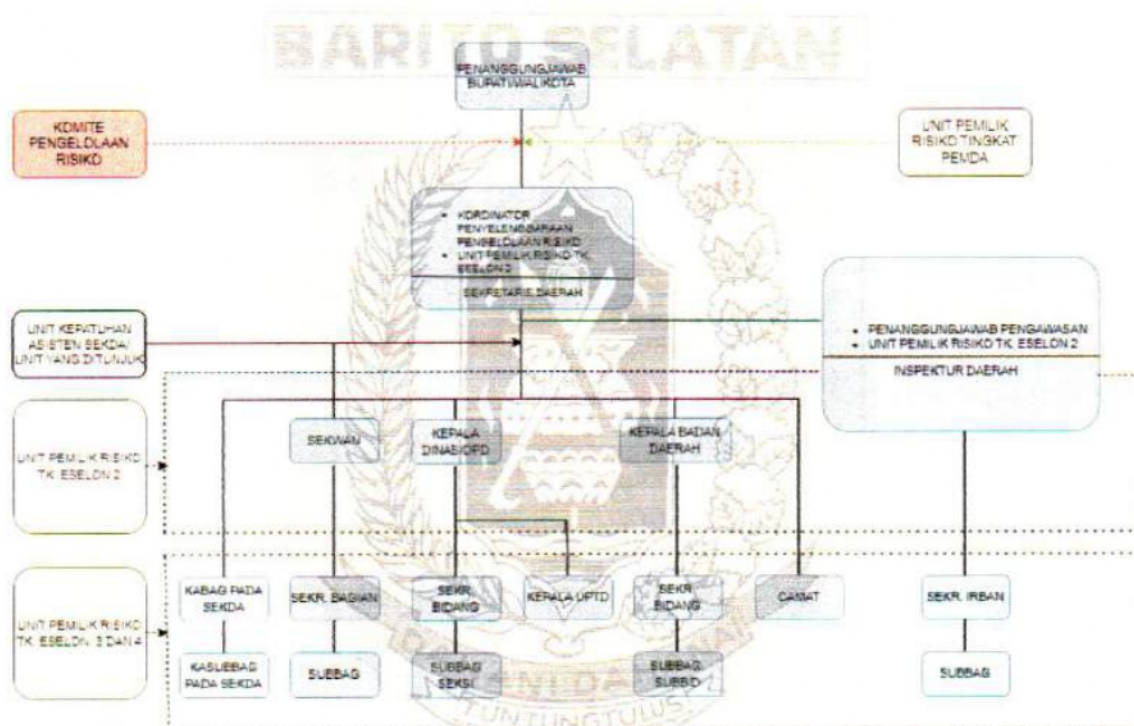 BARITO SELATAN
PENANGGUNGJAWAB
BUPATI/WALIKOTA
KOMITE
PENGELOLAAN
RISIKO
UNIT PEMILIK
RISIKO TINGKAT
PEMDA
KORDINATOR
PENYELENGGARAAN
PENGELOLAAN RISIKO
UNIT PEMILIK RISIKO TK.
ESELON 2
SEKRETARIS DAERAH
UNIT KEPATUHAN
ASISTEN SEKDA/
UNIT YANG DITUNJUK
PENANGGUNGJAWAB PENGAWASAN
UNIT PEMILIK RISIKO TK. ESELON 2
INSPEKTUR DAERAH
UNIT PEMILIK RISIKO
TK. ESELON 2
SEKWAN
KEPALA
DINAS/OPD
KEPALA BADAN
DAERAH
UNIT PEMILIK RISIKO
TK. ESELON. 3 DAN 4
KABAG PADA
SEKDA
SEKR. BAGIAN
SEKR.
BIDANG
KEPALA UPTD
SEKR.
BIDANG
CAMAT
SEKR. IRBAN
KASUBBAG
PADA SEKDA
SUBBAG
SUBBAG
SEKSI
SUBBAG.
SUBBID
SUBBAG
TUNTUNG TULUS